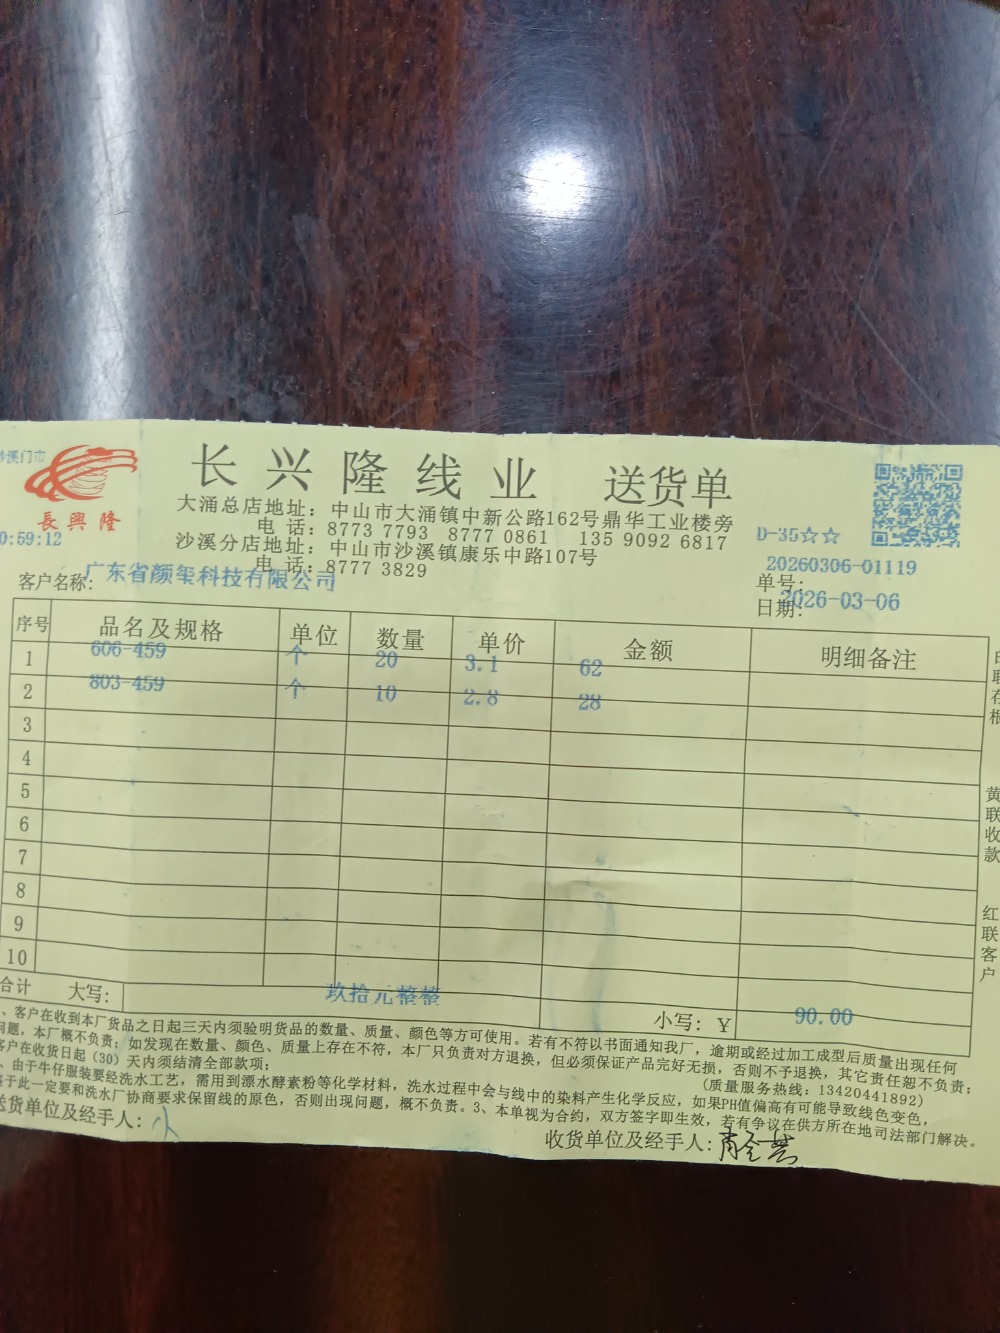 沙溪门市
長興隆
0:59:12
长兴隆线业 送货单
大涌总店地址: 中山市大涌镇中新公路162号鼎华工业楼旁
电 话: 8773 7793 8777 0861 135 9092 6817
沙溪分店地址: 中山市沙溪镇康乐中路107号
电 话: 8777 3829
D-35☆☆
客户名称: 广东省颜玺科技有限公司
单号: 20260306-01119
日期: 2026-03-06
序号 品名及规格 单位 数量 单价 金额 明细备注
1 606-459 个 20 3.1 62
2 803-459 个 10 2.8 28
3
4
5
6
7
8
9
10
合计 大写: 玖拾元整整 小写: ¥ 90.00
、客户在收到本厂货品之日起三天内须验明货品的数量、质量、颜色等方可使用。若有不符以书面通知我厂，逾期或经过加工成型后质量出现任何
问题，本厂概不负责；如发现在数量、颜色、质量上存在不符，本厂只负责对方退换，但必须保证产品完好无损，否则不予退换，其它责任恕不负责；
客户在收货日起（30）天内须结清全部款项；
(质量服务热线: 13420441892)
、由于牛仔服装要经洗水工艺，需用到漂水酵素粉等化学材料，洗水过程中会与线中的染料产生化学反应，如果PH值偏高有可能导致线色变色，
基于此一定要和洗水厂协商要求保留线的原色，否则出现问题，概不负责。3、本单视为合约，双方签字即生效，若有争议在供方所在地司法部门解决。
送货单位及经手人:
收货单位及经手人:
白联存根
黄联收款
红联客户